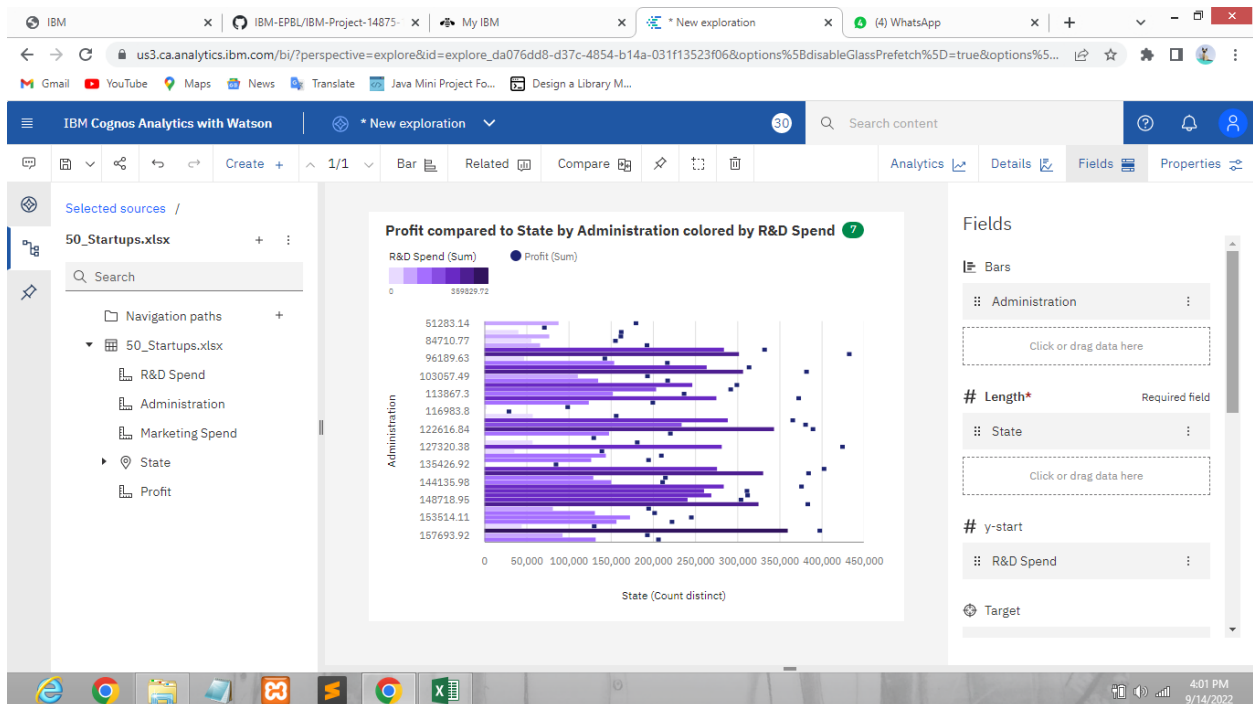 IBM
IBM-EPBL/IBM-Project-14875-
My IBM
* New exploration
(4) WhatsApp
us3.ca.analytics.ibm.com/bi/?perspective=explore&id=explore_da076dd8-d37c-4854-b14a-031f13523f06&options%5BdisableGlassPrefetch%5D=true&options%5...
Gmail YouTube Maps News Translate Java Mini Project Fo... Design a Library M...
IBM Cognos Analytics with Watson * New exploration 30 Search content
Create + 1/1 Bar Related Compare Analytics Details Fields Properties
Selected sources /
50_Startups.xlsx
Search
Navigation paths
50_Startups.xlsx
R&D Spend
Administration
Marketing Spend
State
Profit
Profit compared to State by Administration colored by R&D Spend 7
R&D Spend (Sum) Profit (Sum)
0 389829.72
Administration
51283.14
84710.77
96189.63
103057.49
113867.3
116983.8
122616.84
127320.38
135426.92
144135.98
148718.95
153514.11
157693.92
0 50,000 100,000 150,000 200,000 250,000 300,000 350,000 400,000 450,000
State (Count distinct)
Fields
Bars
Administration
Click or drag data here
# Length* Required field
State
Click or drag data here
# y-start
R&D Spend
Target
4:01 PM
9/14/2022